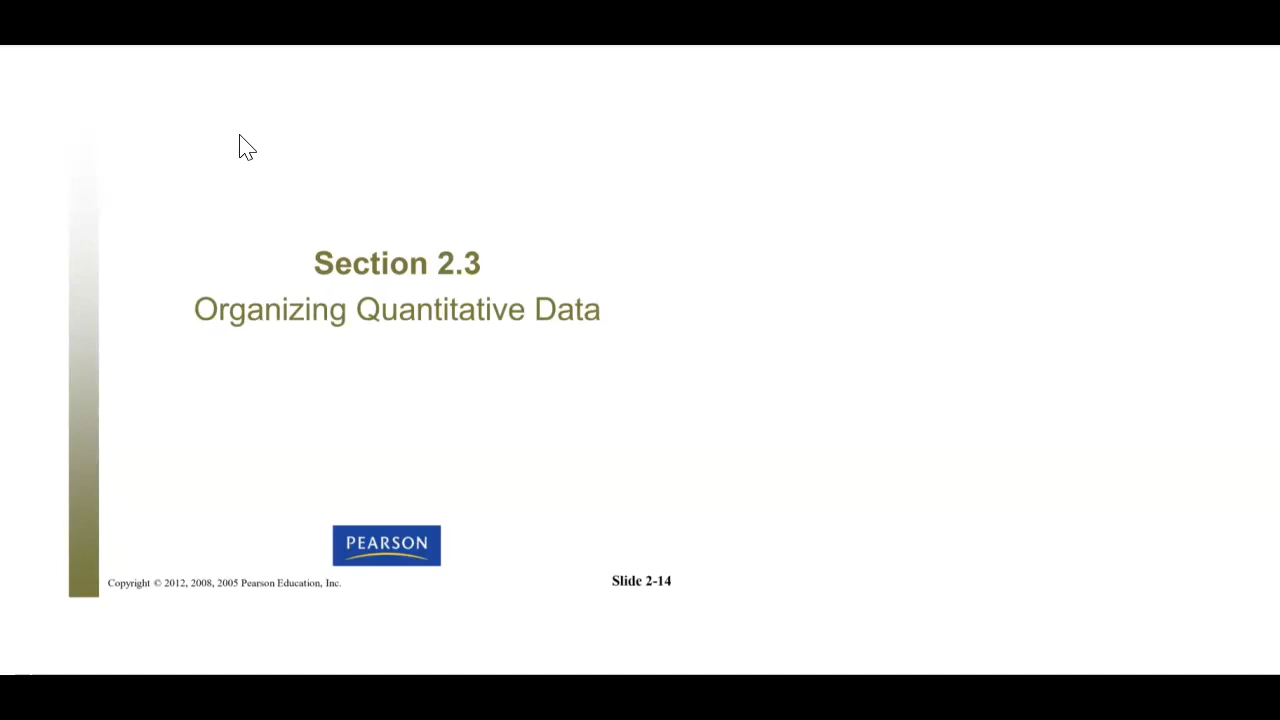 Section 2.3
Organizing Quantitative Data
PEARSON
Copyright © 2012, 2008, 2005 Pearson Education, Inc.
Slide 2-14